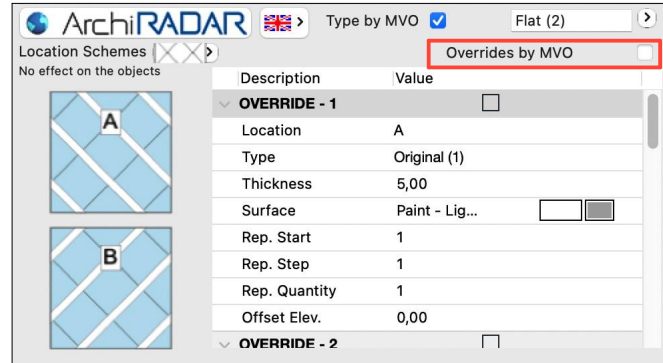 ArchiRADAR
Type by MVO
Flat (2)
Location Schemes
Overrides by MVO
No effect on the objects
Description Value
OVERRIDE - 1
Location A
Type Original (1)
Thickness 5,00
Surface Paint - Lig...
Rep. Start 1
Rep. Step 1
Rep. Quantity 1
Offset Elev. 0,00
OVERRIDE - 2
A
B